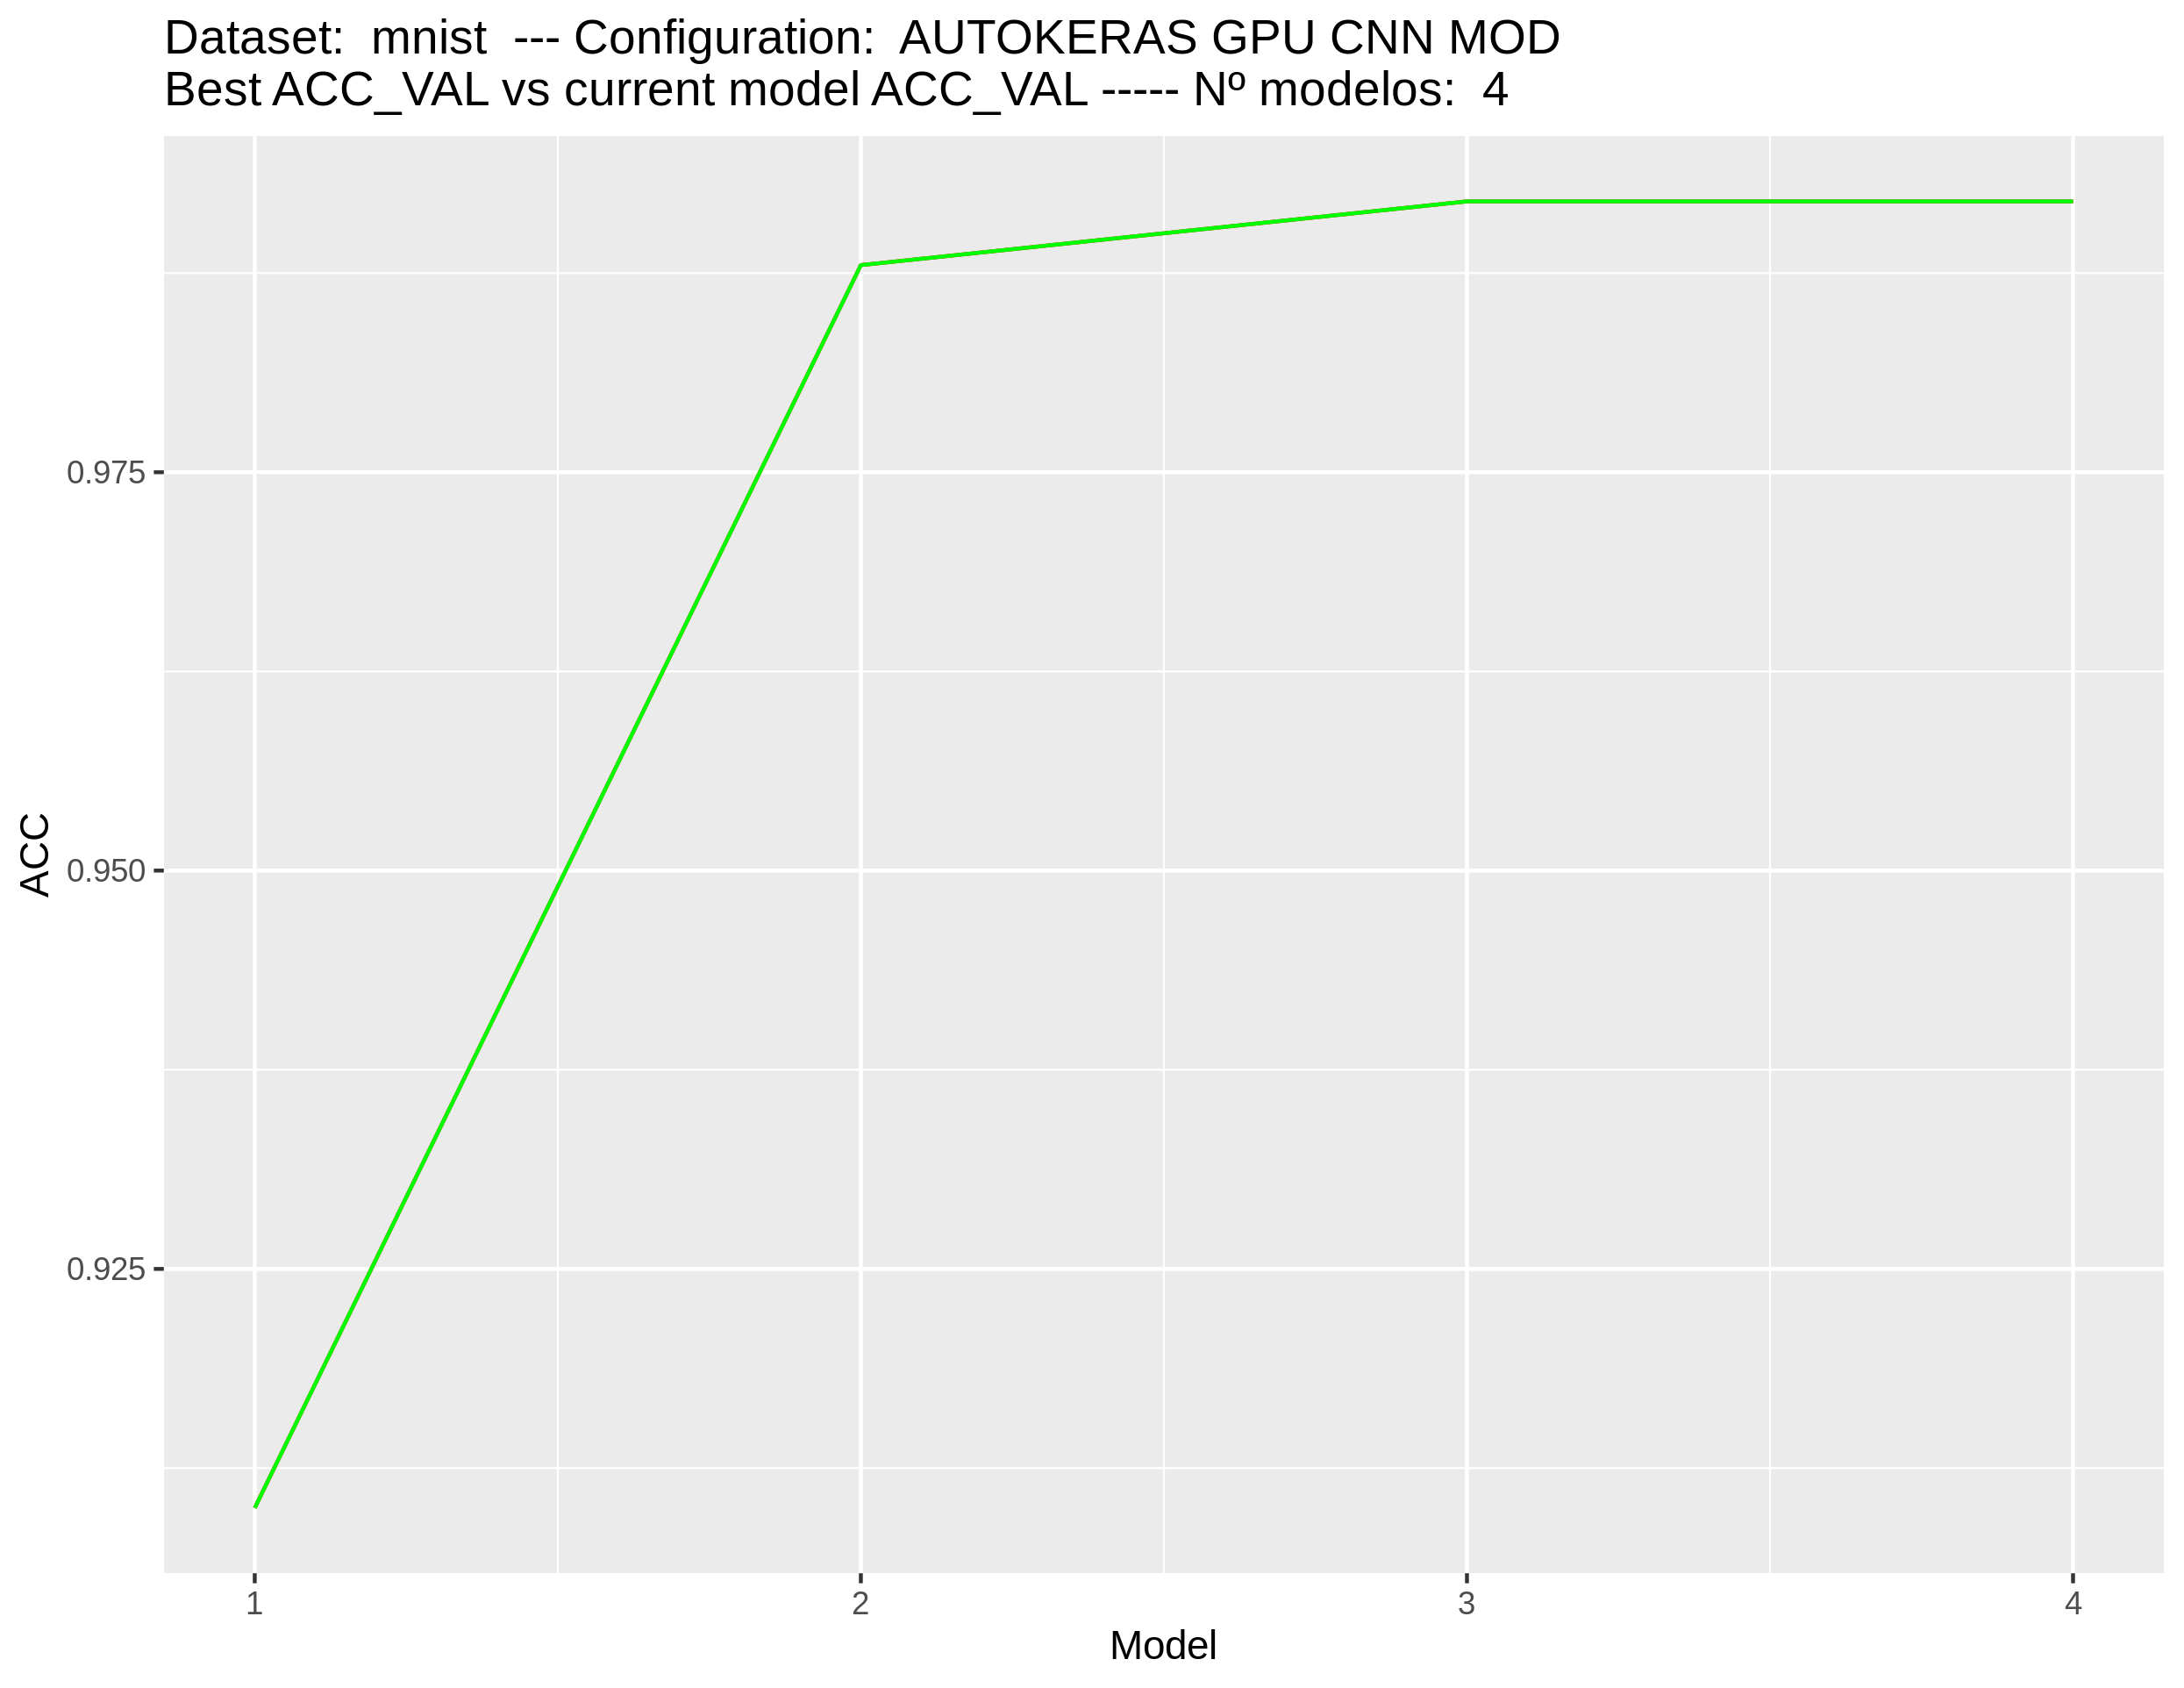 Dataset:  mnist  --- Configuration:  AUTOKERAS GPU CNN MOD
Best ACC_VAL vs current model ACC_VAL ----- Nº modelos:  4
ACC
0.975
0.950
0.925
1 2 3 4
Model